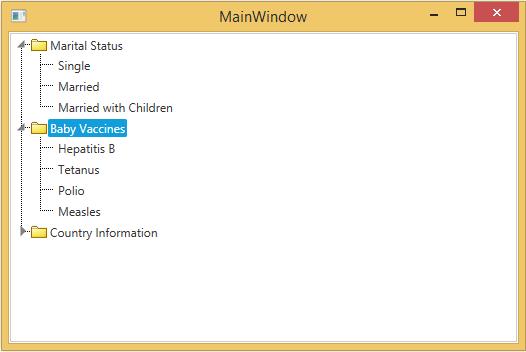 MainWindow
Marital Status
Single
Married
Married with Children
Baby Vaccines
Hepatitis B
Tetanus
Polio
Measles
Country Information